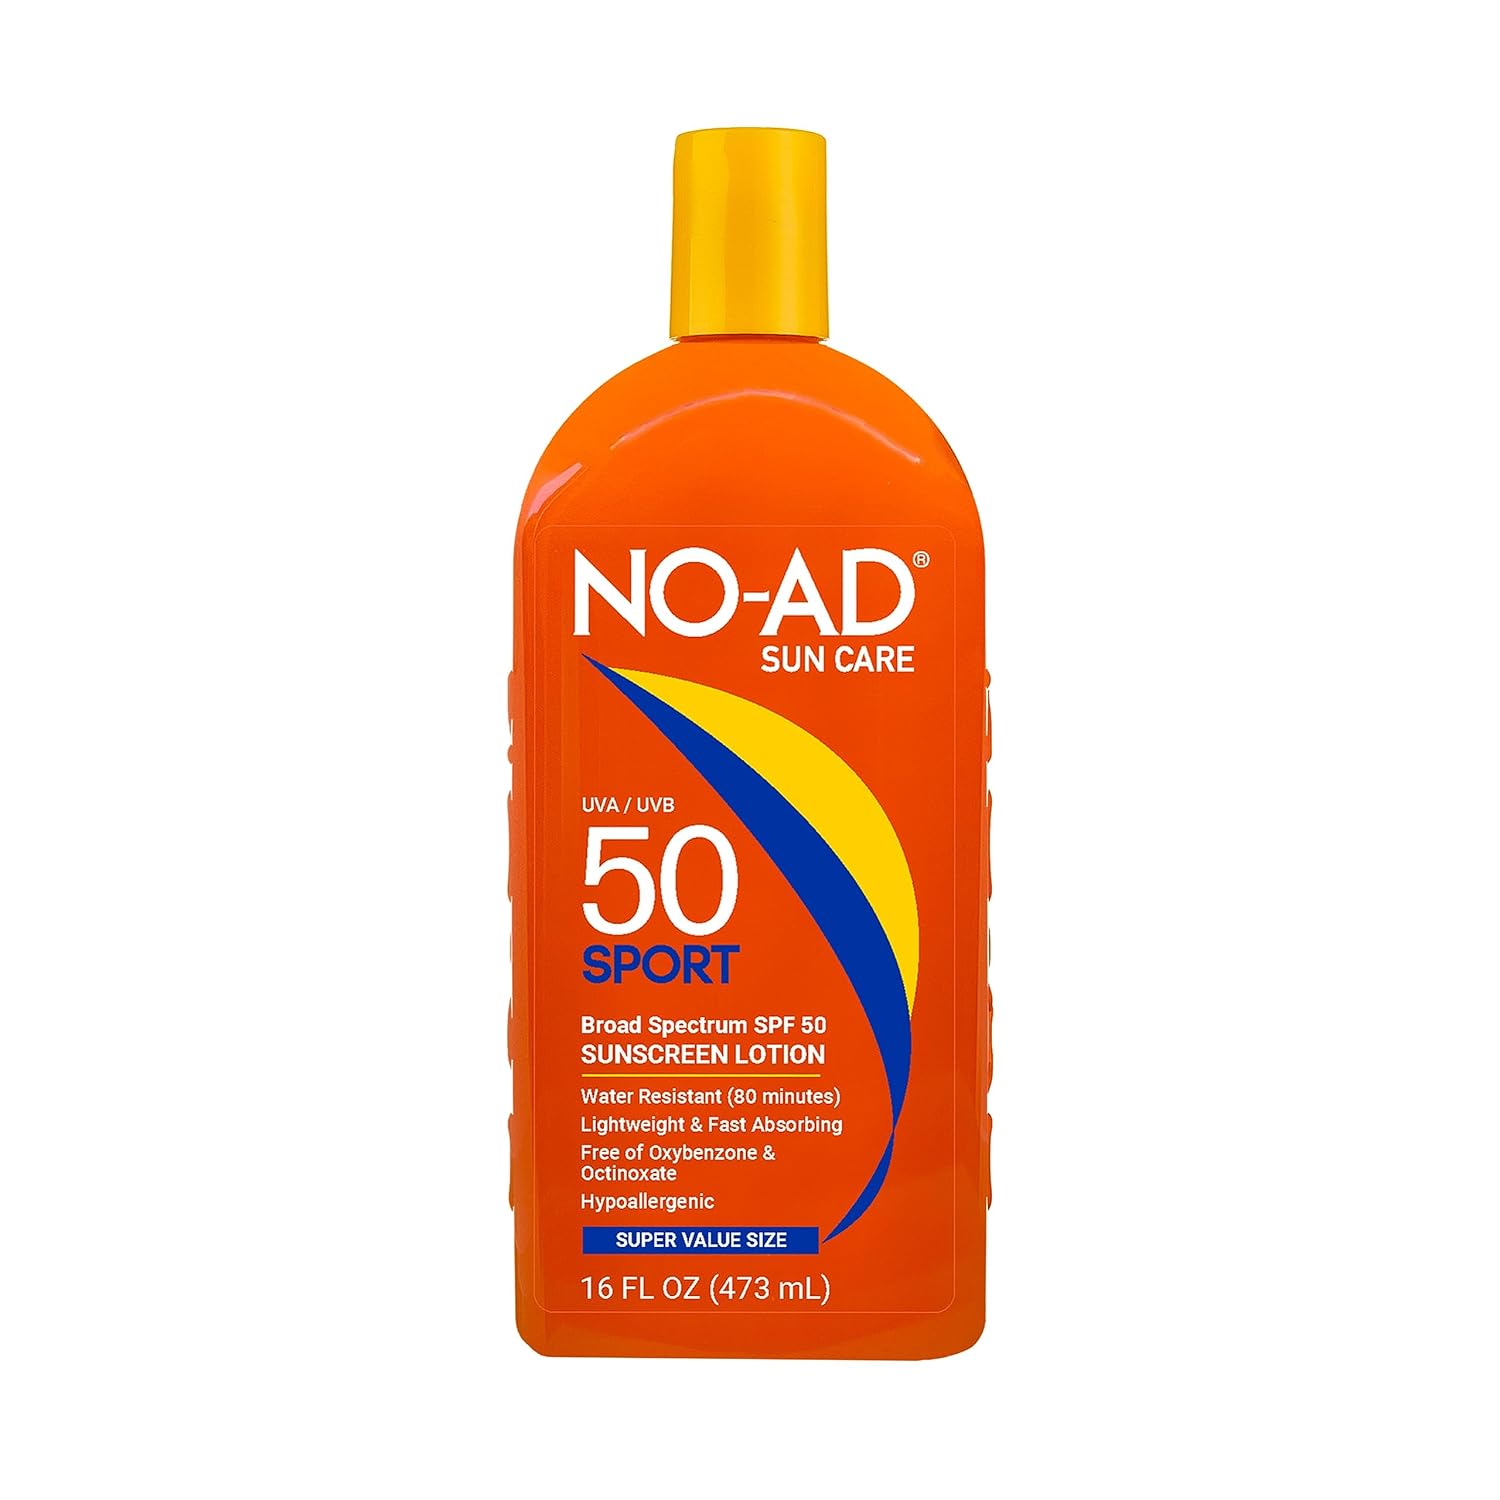 NO-AD®
SUN CARE
UVA / UVB
50
SPORT
Broad Spectrum SPF 50
SUNSCREEN LOTION
Water Resistant (80 minutes)
Lightweight & Fast Absorbing
Free of Oxybenzone &
Octinoxate
Hypoallergenic
SUPER VALUE SIZE
16 FL OZ (473 mL)